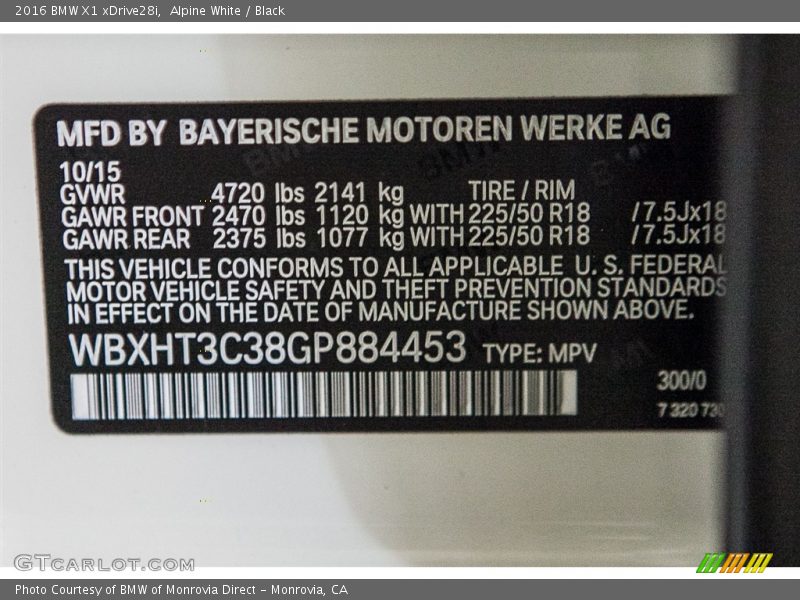 2016 BMW X1 xDrive28i, Alpine White / Black
MFD BY BAYERISCHE MOTOREN WERKE AG
10/15
GVWR 4720 lbs 2141 kg TIRE / RIM
GAWR FRONT 2470 lbs 1120 kg WITH 225/50 R18 /7.5Jx18
GAWR REAR 2375 lbs 1077 kg WITH 225/50 R18 /7.5Jx18
THIS VEHICLE CONFORMS TO ALL APPLICABLE U. S. FEDERAL
MOTOR VEHICLE SAFETY AND THEFT PREVENTION STANDARDS
IN EFFECT ON THE DATE OF MANUFACTURE SHOWN ABOVE.
WBXHT3C38GP884453 TYPE: MPV
300/0
7 320 730
GTCARLOT.COM
Photo Courtesy of BMW of Monrovia Direct – Monrovia, CA